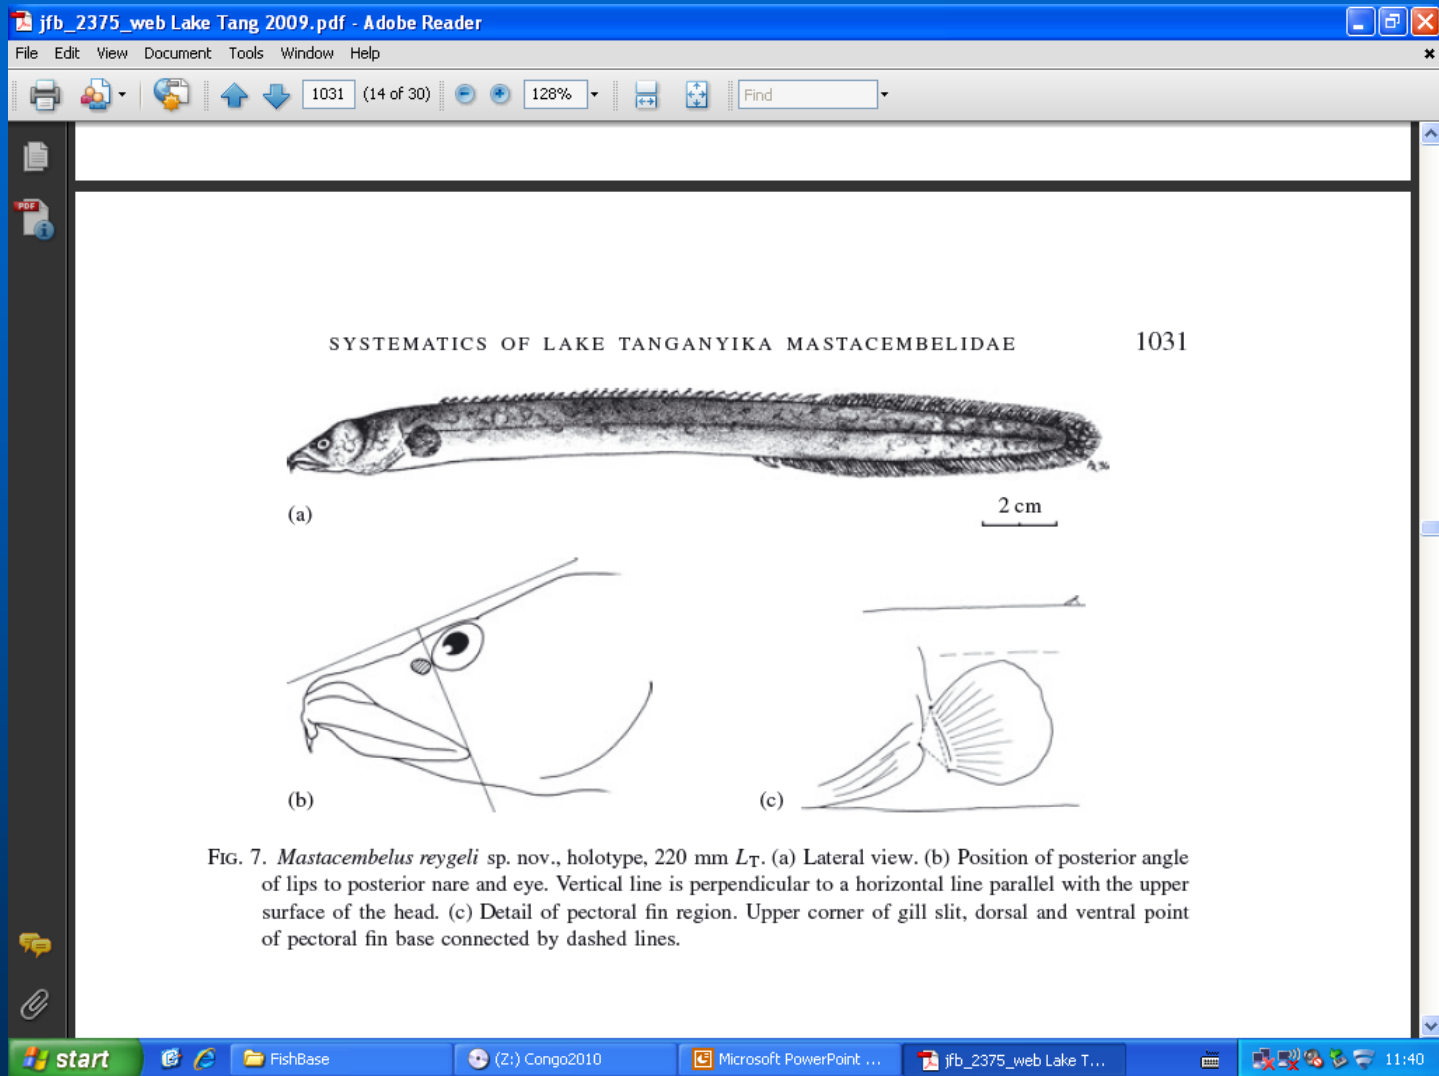 jfb_2375_web Lake Tang 2009.pdf - Adobe Reader
File Edit View Document Tools Window Help
1031 (14 of 30) 128% Find
PDF
SYSTEMATICS OF LAKE TANGANYIKA MASTACEMBELIDAE 1031
(a)
2 cm
(b)
(c)
FIG. 7. Mastacembelus reygeli sp. nov., holotype, 220 mm LT. (a) Lateral view. (b) Position of posterior angle
of lips to posterior nare and eye. Vertical line is perpendicular to a horizontal line parallel with the upper
surface of the head. (c) Detail of pectoral fin region. Upper corner of gill slit, dorsal and ventral point
of pectoral fin base connected by dashed lines.
start FishBase (Z:) Congo2010 Microsoft PowerPoint ... jfb_2375_web Lake T... 11:40